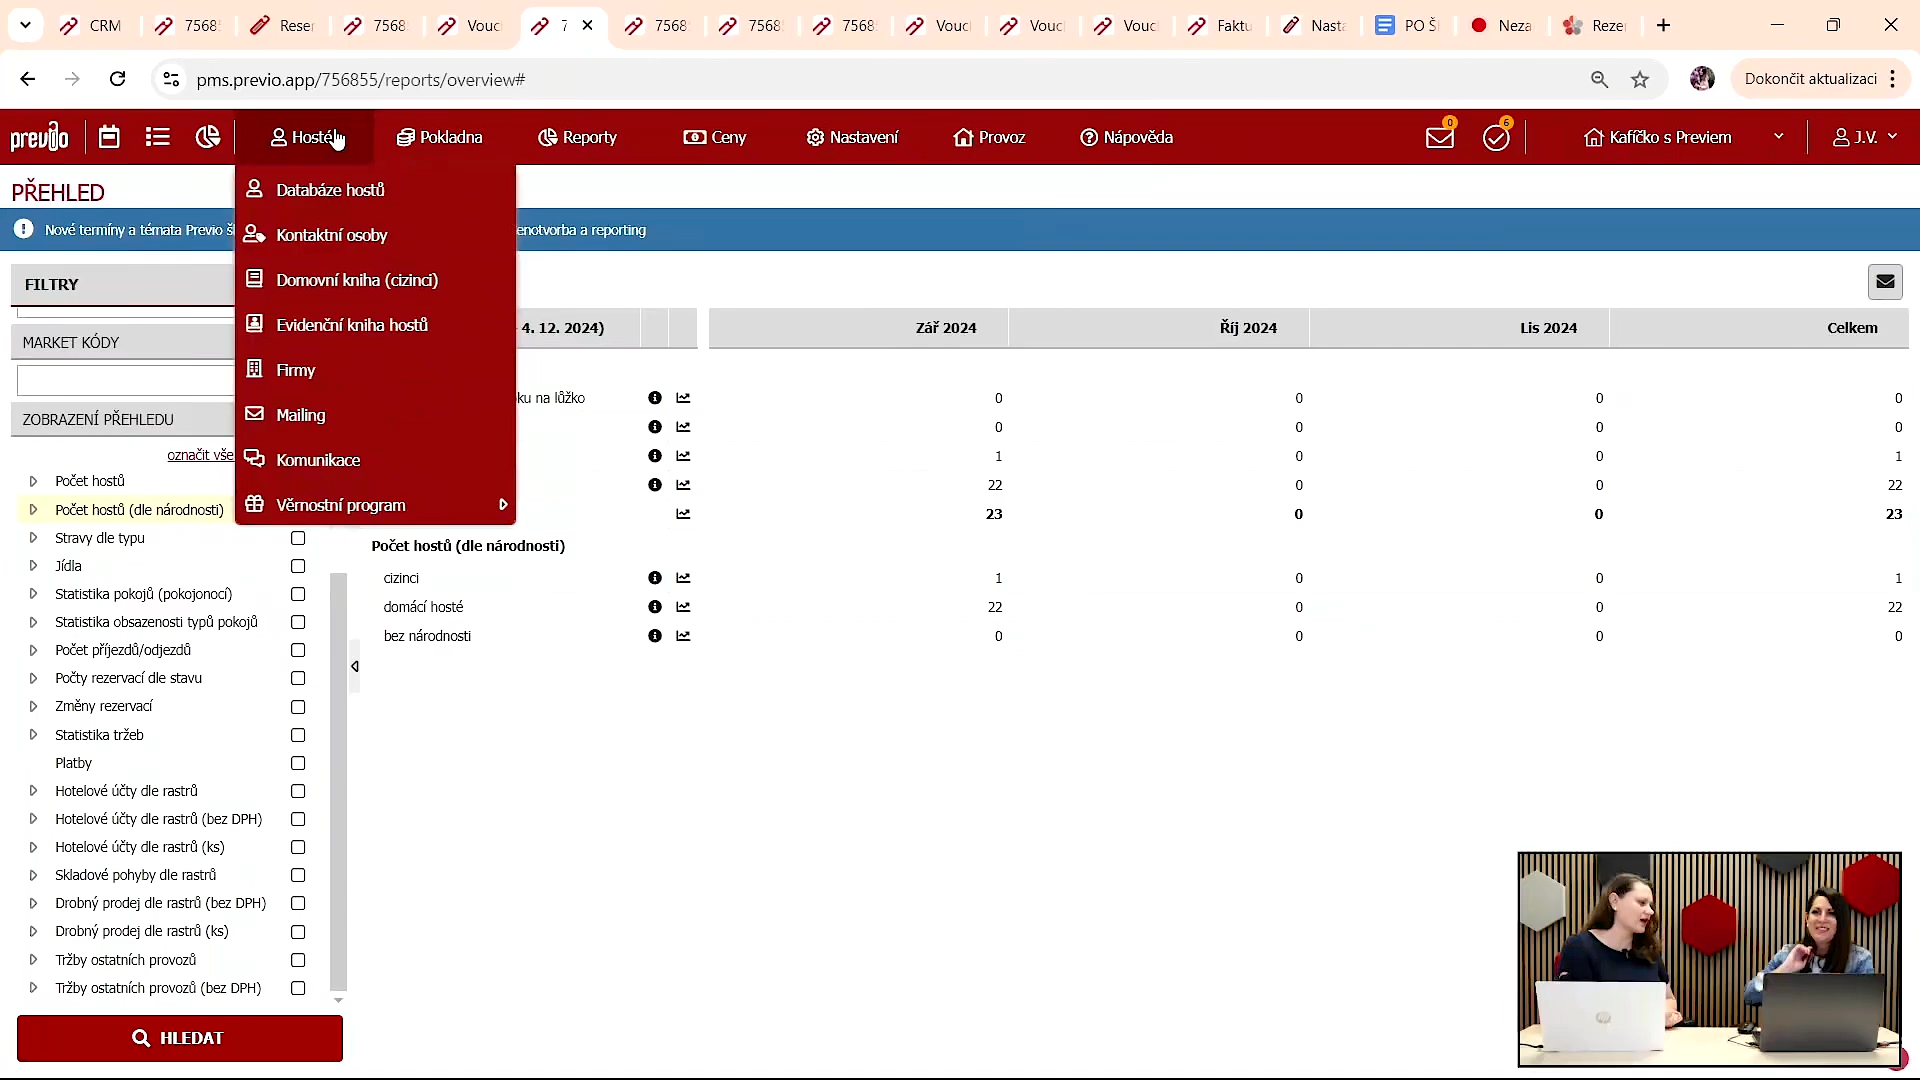 CRM
7568
Reser
7568
Vouc
7
7568
7568
7568
Vouc
Vouc
Vouc
Faktu
Nasta
PO Š
Neza
Rezer
pms.previo.app/756855/reports/overview#
Dokončit aktualizaci
previo
Hosté
Pokladna
Reporty
Ceny
Nastavení
Provoz
Nápověda
0
6
Kafíčko s Previem
J.V.
PŘEHLED
Nové termíny a témata Previo š
enotvorba a reporting
Databáze hostů
Kontaktní osoby
Domovní kniha (cizinci)
Evidenční kniha hostů
Firmy
Mailing
Komunikace
Věrnostní program
FILTRY
MARKET KÓDY
ZOBRAZENÍ PŘEHLEDU
označit vše
Počet hostů
Počet hostů (dle národnosti)
Stravy dle typu
Jídla
Statistika pokojů (pokojonocí)
Statistika obsazenosti typů pokojů
Počet příjezdů/odjezdů
Počty rezervací dle stavu
Změny rezervací
Statistika tržeb
Platby
Hotelové účty dle rastrů
Hotelové účty dle rastrů (bez DPH)
Hotelové účty dle rastrů (ks)
Skladové pohyby dle rastrů
Drobný prodej dle rastrů (bez DPH)
Drobný prodej dle rastrů (ks)
Tržby ostatních provozů
Tržby ostatních provozů (bez DPH)
HLEDAT
- 4. 12. 2024) Zář 2024 Říj 2024 Lis 2024 Celkem
ku na lůžko 0 0 0 0
0 0 0 0
1 0 0 1
22 0 0 22
23 0 0 23
Počet hostů (dle národnosti)
cizinci 1 0 0 1
domácí hosté 22 0 0 22
bez národnosti 0 0 0 0